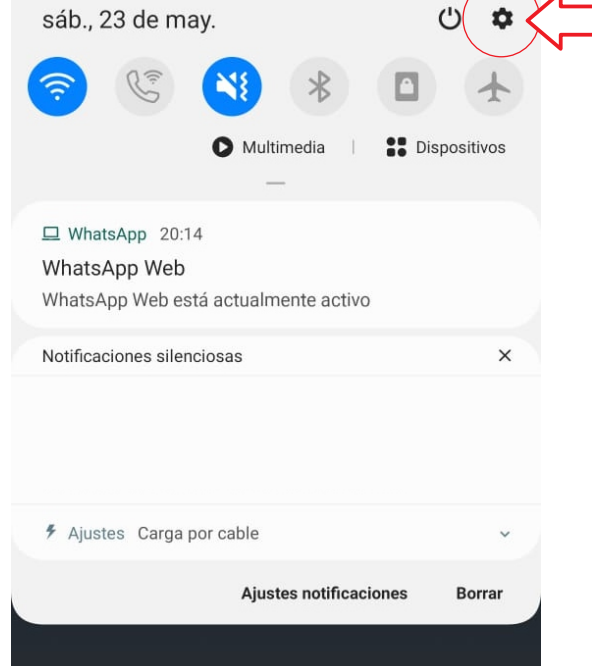 sáb., 23 de may.
Multimedia | Dispositivos
WhatsApp 20:14
WhatsApp Web
WhatsApp Web está actualmente activo
Notificaciones silenciosas
Ajustes Carga por cable
Ajustes notificaciones Borrar